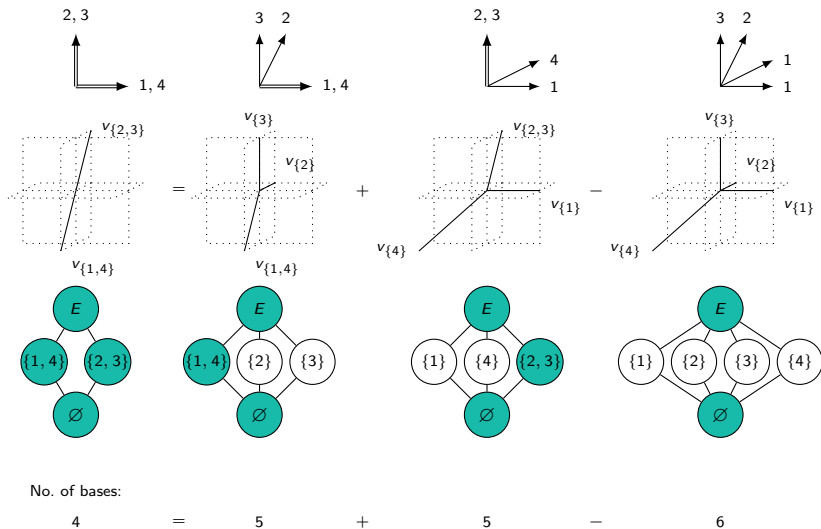 2, 3 3 2 2, 3 3 2
4 1
1, 4 1, 4 1 1
v{2,3} v{3} v{2,3} v{3}
v{2} v{2}
= + −
v{1} v{1}
v{4} v{4}
v{1,4} v{1,4}
E E E E
{1, 4} {2, 3} {1, 4} {2} {3} {1} {4} {2, 3} {1} {2} {3} {4}
∅ ∅ ∅ ∅
No. of bases:
4 = 5 + 5 − 6